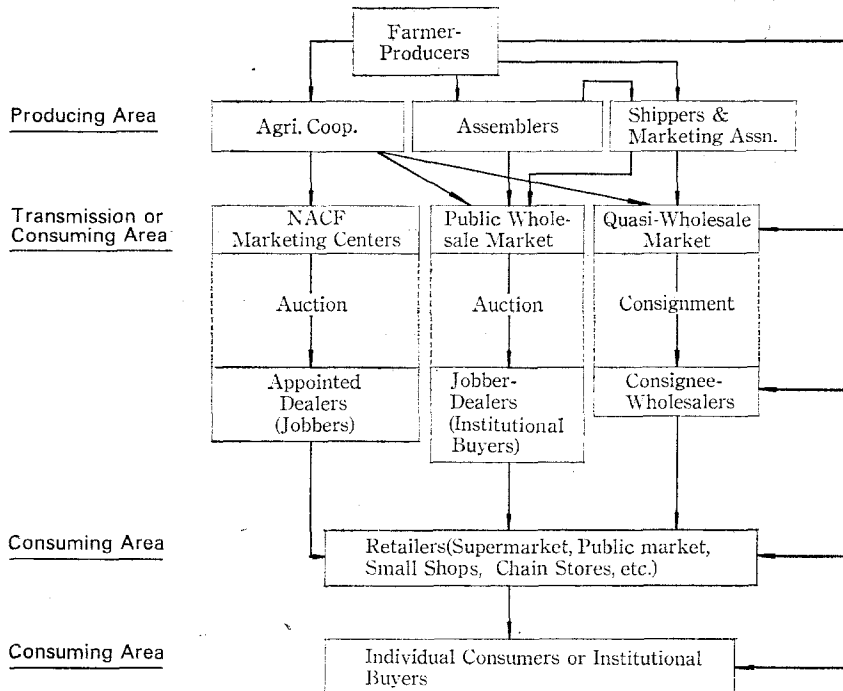 Farmer-
Producers
Producing Area
Agri. Coop.
Assemblers
Shippers &
Marketing Assn.
Transmission or
Consuming Area
NACF
Marketing Centers
Public Whole-
sale Market
Quasi-Wholesale
Market
Auction
Auction
Consignment
Appointed
Dealers
(Jobbers)
Jobber-
Dealers
(Institutional
Buyers)
Consignee-
Wholesalers
Consuming Area
Retailers(Supermarket, Public market,
Small Shops, Chain Stores, etc.)
Consuming Area
Individual Consumers or Institutional
Buyers